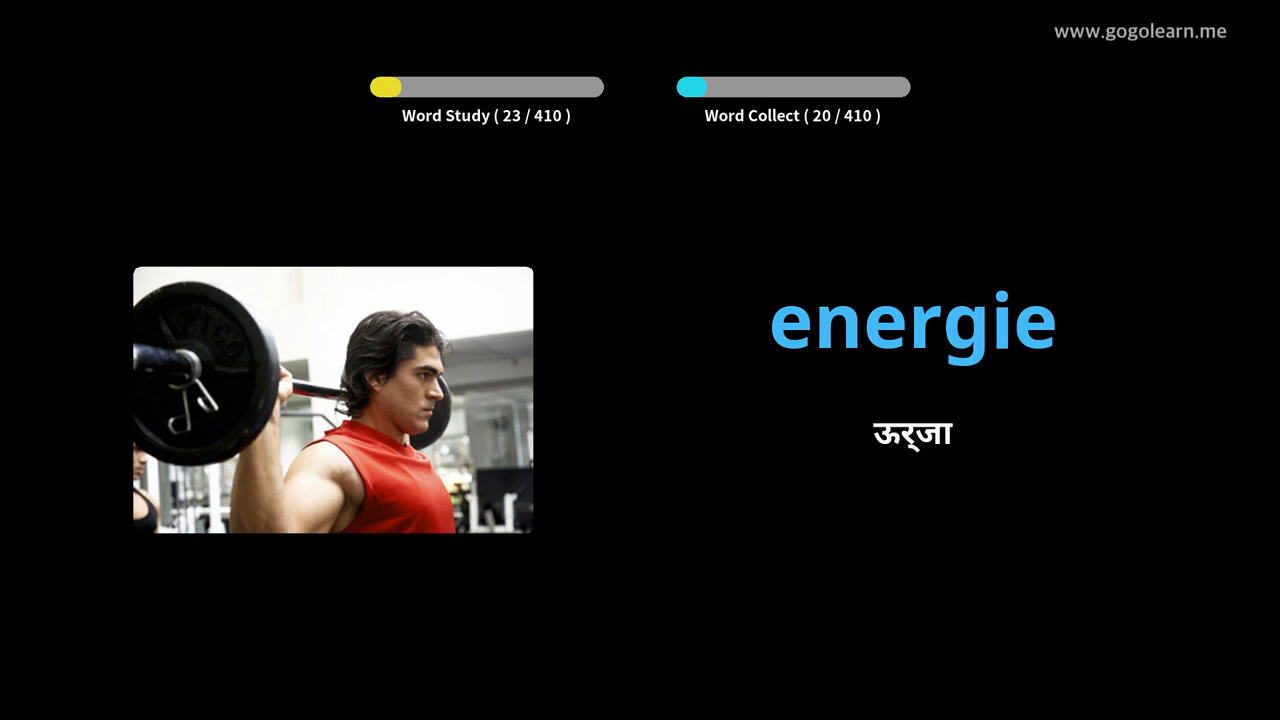 www.gogolearn.me
Word Study ( 23 / 410 )
Word Collect ( 20 / 410 )
energie
ऊर्जा